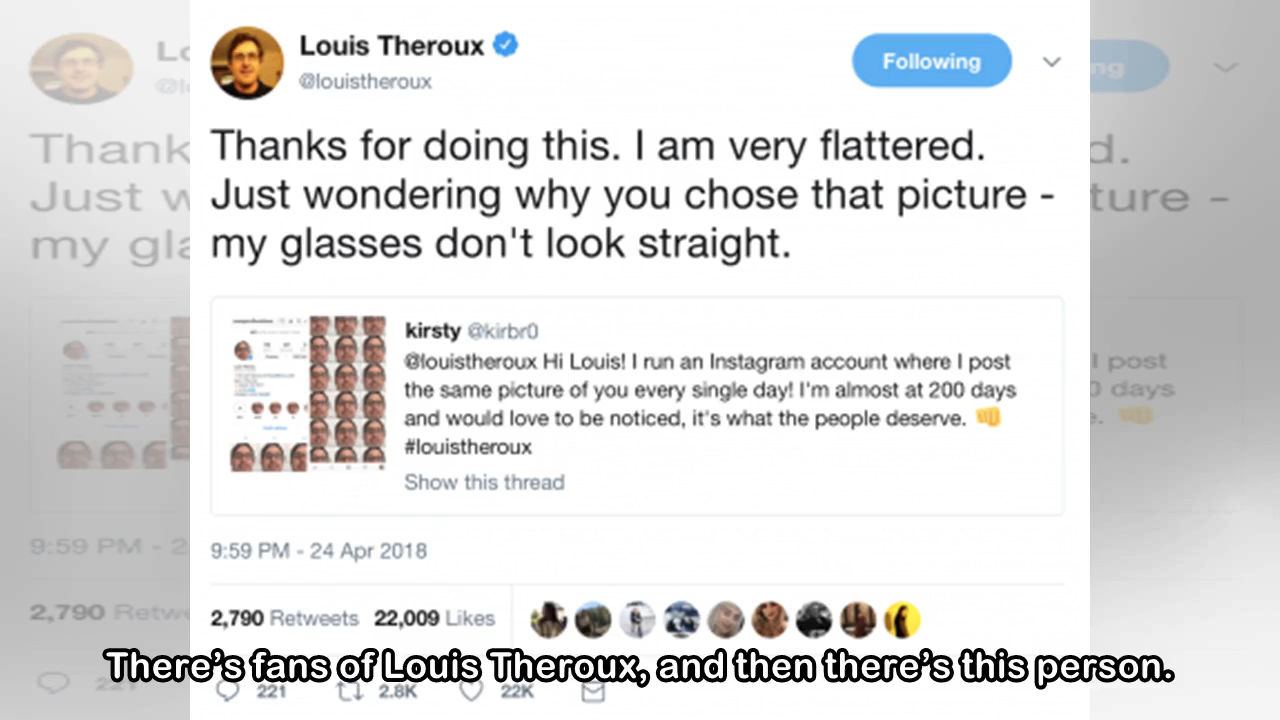 Louis Theroux
@louistheroux
Following
Thanks for doing this. I am very flattered.
Just wondering why you chose that picture -
my glasses don't look straight.
kirsty @kirbr0
@louistheroux Hi Louis! I run an Instagram account where I post
the same picture of you every single day! I'm almost at 200 days
and would love to be noticed, it's what the people deserve. 👊
#louistheroux
Show this thread
9:59 PM - 24 Apr 2018
2,790 Retweets 22,009 Likes
There's fans of Louis Theroux, and then there's this person.
221 2.8K 22K